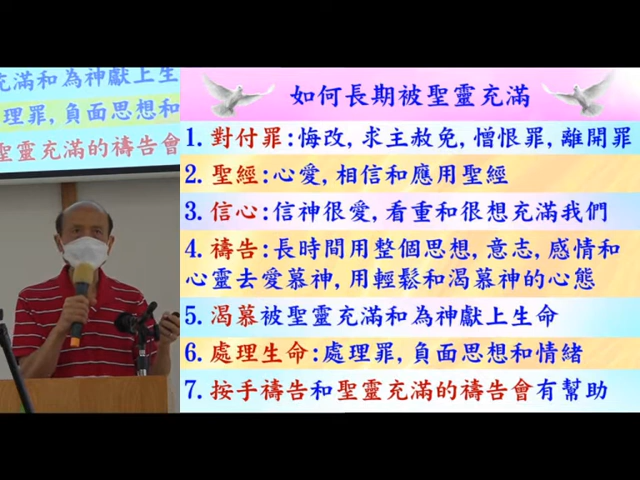 充滿和為神獻上生
理罪,負面思想和
聖靈充滿的禱告會
如何長期被聖靈充滿
1. 對付罪:悔改,求主赦免,憎恨罪,離開罪
2. 聖經:心愛,相信和應用聖經
3. 信心:信神很愛,看重和很想充滿我們
4. 禱告:長時間用整個思想,意志,感情和
心靈去愛慕神,用輕鬆和渴慕神的心態
5. 渴慕被聖靈充滿和為神獻上生命
6. 處理生命:處理罪,負面思想和情緒
7. 按手禱告和聖靈充滿的禱告會有幫助